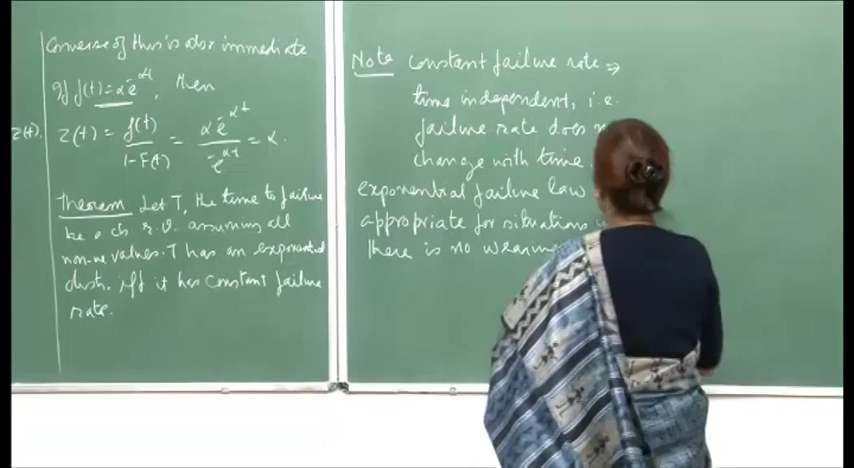 Converse of this is also immediate
If f(t) = αe^-αt, then
Z(t). Z(t) = f(t) / 1-F(t) = αe^-αt / e^-αt = α.
Theorem Let T, the time to failure
be a cts r.v. assuming all
non-ve values. T has an exponential
distn. iff it has constant failure
rate.
Note Constant failure rate ⇒
time independent, i.e.
failure rate does
change with time.
exponential failure law
appropriate for situations
there is no